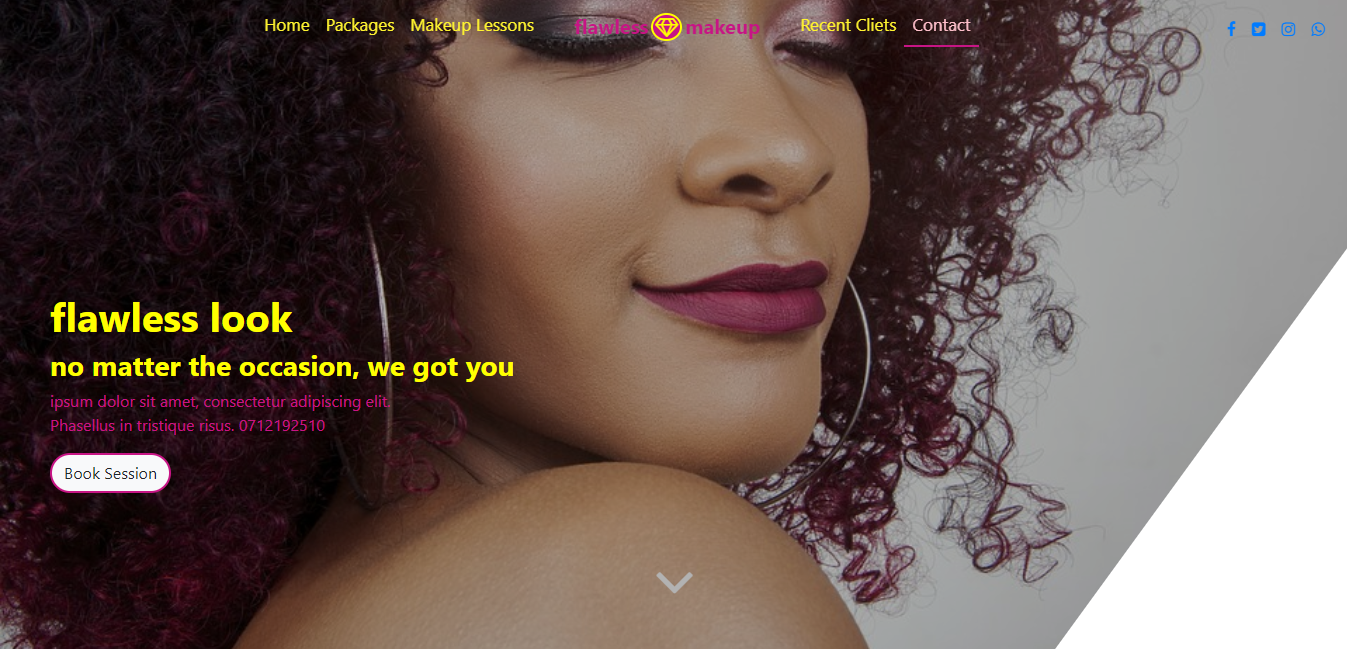 Home Packages Makeup Lessons flawless makeup Recent Cliets Contact
flawless look
no matter the occasion, we got you
ipsum dolor sit amet, consectetur adipiscing elit.
Phasellus in tristique risus. 0712192510
Book Session